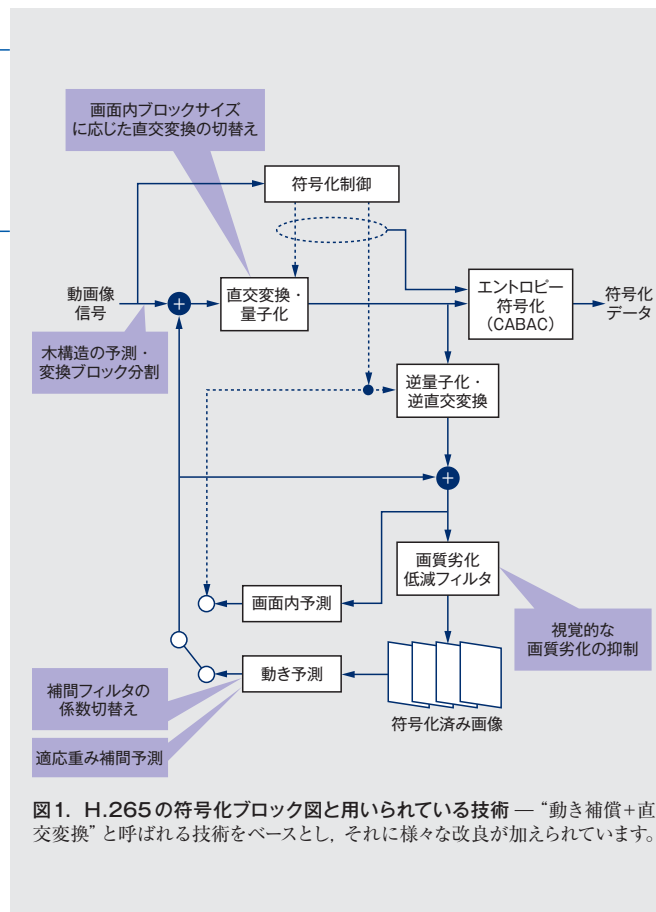 画面内ブロックサイズ
に応じた直交変換の切替え
符号化制御
動画像
信号
直交変換・
量子化
エントロピー
符号化
(CABAC)
符号化
データ
木構造の予測・
変換ブロック分割
逆量子化・
逆直交変換
画質劣化
低減フィルタ
画面内予測
視覚的な
画質劣化の抑制
動き予測
補間フィルタの
係数切替え
符号化済み画像
適応重み補間予測
図1. H.265の符号化ブロック図と用いられている技術 ― “動き補償+直
交変換” と呼ばれる技術をベースとし, それに様々な改良が加えられています。